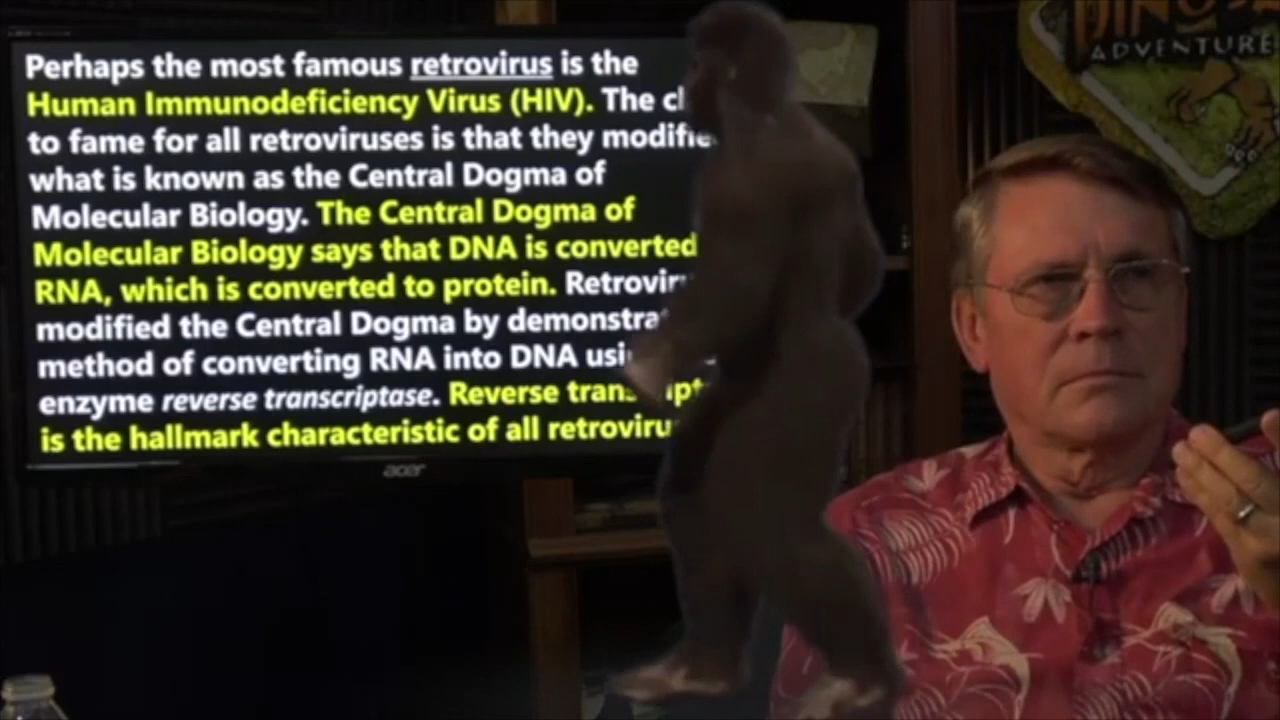 Perhaps the most famous retrovirus is the
Human Immunodeficiency Virus (HIV). The
to fame for all retroviruses is that they
what is known as the Central Dogma of
Molecular Biology. The Central Dogma of
Molecular Biology says that DNA is converted
RNA, which is converted to protein.
modified the Central Dogma by
method of converting RNA into DNA
enzyme reverse transcriptase. Reverse
is the hallmark characteristic of all
acer
ADVENTURE